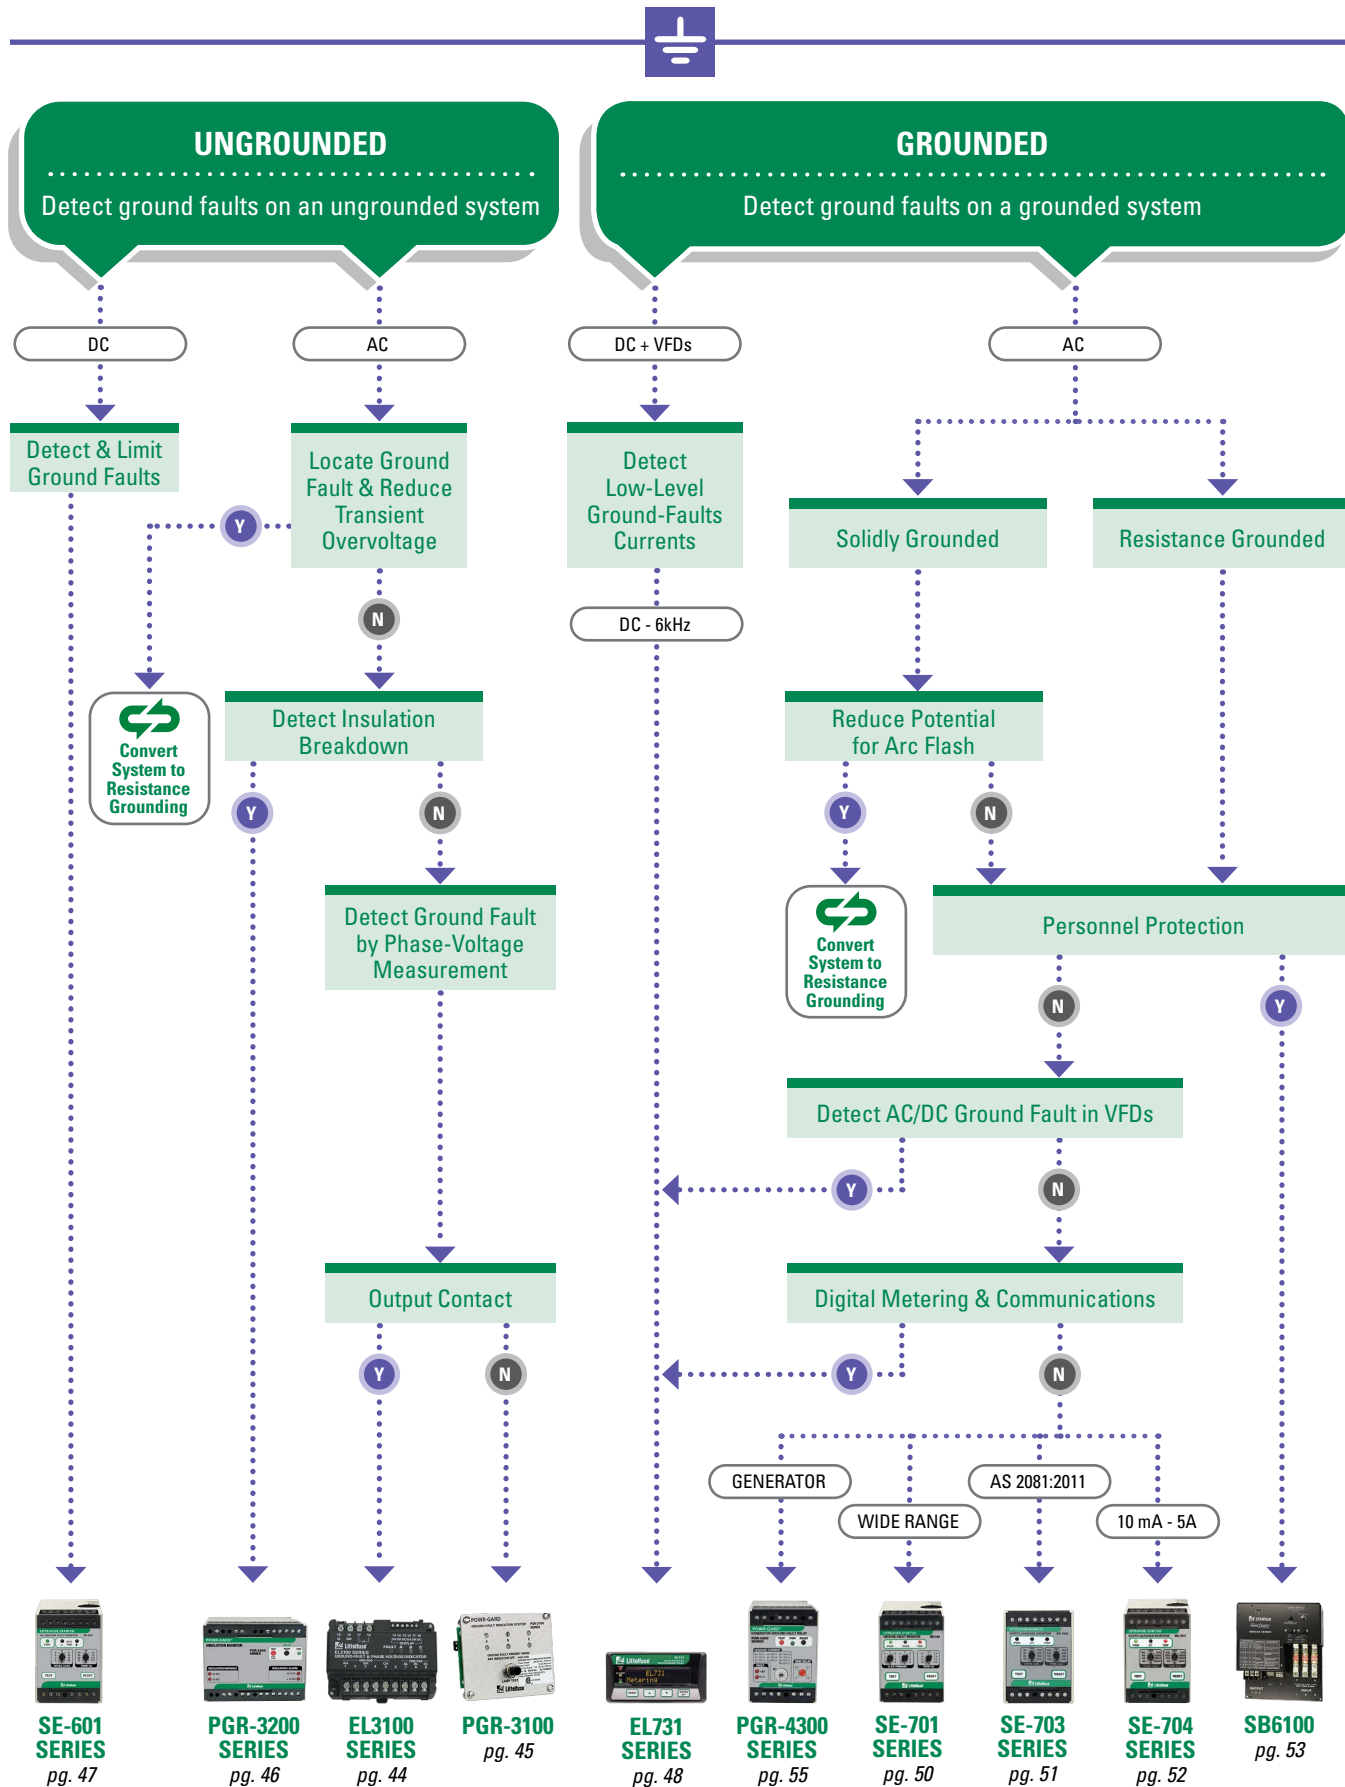 UNGROUNDED
Detect ground faults on an ungrounded system
GROUNDED
Detect ground faults on a grounded system
DC
AC
DC + VFDs
AC
Detect & Limit
Ground Faults
Locate Ground
Fault & Reduce
Transient
Overvoltage
Detect
Low-Level
Ground-Faults
Currents
Solidly Grounded
Resistance Grounded
Y
N
DC - 6kHz
Convert
System to
Resistance
Grounding
Detect Insulation
Breakdown
Reduce Potential
for Arc Flash
Y
N
Y
N
Detect Ground Fault
by Phase-Voltage
Measurement
Convert
System to
Resistance
Grounding
Personnel Protection
N
Y
Detect AC/DC Ground Fault in VFDs
Y
N
Output Contact
Digital Metering & Communications
Y
N
Y
N
GENERATOR
WIDE RANGE
AS 2081:2011
10 mA - 5A
SE-601
SERIES
pg. 47
PGR-3200
SERIES
pg. 46
EL3100
SERIES
pg. 44
PGR-3100
pg. 45
EL731
SERIES
pg. 48
PGR-4300
SERIES
pg. 55
SE-701
SERIES
pg. 50
SE-703
SERIES
pg. 51
SE-704
SERIES
pg. 52
SB6100
pg. 53